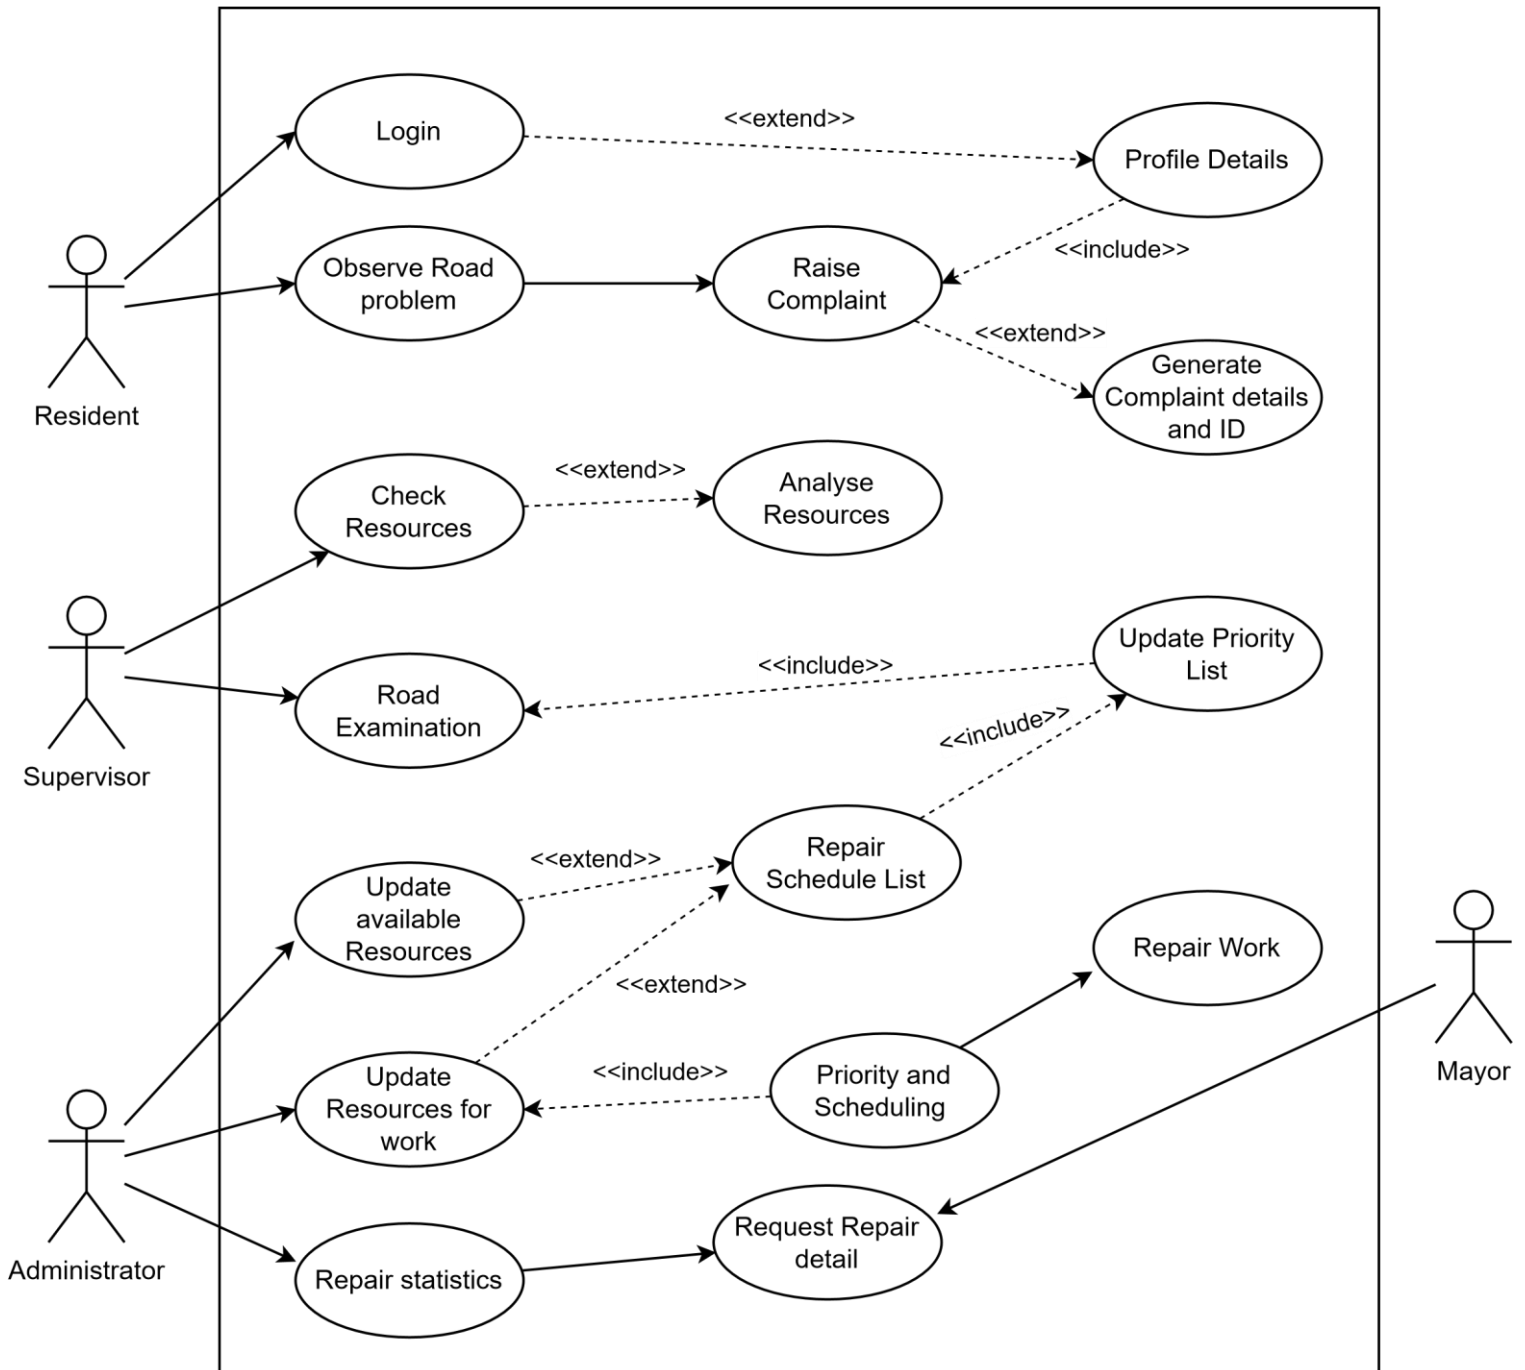 Login
<<extend>>
Profile Details
<<include>>
Observe Road
problem
Raise
Complaint
<<extend>>
Generate
Complaint details
and ID
Resident
Check
Resources
<<extend>>
Analyse
Resources
Supervisor
Road
Examination
<<include>>
Update Priority
List
<<include>>
Update
available
Resources
<<extend>>
Repair
Schedule List
<<extend>>
Repair Work
Mayor
Update
Resources for
work
<<include>>
Priority and
Scheduling
Administrator
Repair statistics
Request Repair
detail